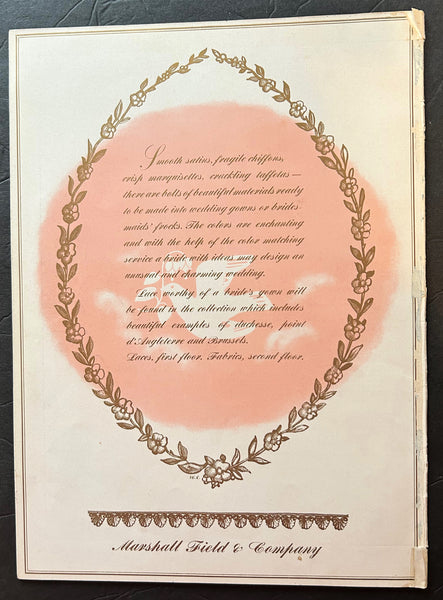 Smooth satins, fragile chiffons,
crisp marquisettes, crackling taffetas—
there are bolts of beautiful materials ready
to be made into wedding gowns or brides-
maids' frocks. The colors are enchanting
and with the help of the color matching
service a bride with ideas may design an
unusual and charming wedding.
Lace worthy of a bride's gown will
be found in the collection which includes
beautiful examples of duchesse, point
d'Angleterre and Brussels.
Laces, first floor. Fabrics, second floor.
Marshall Field & Company